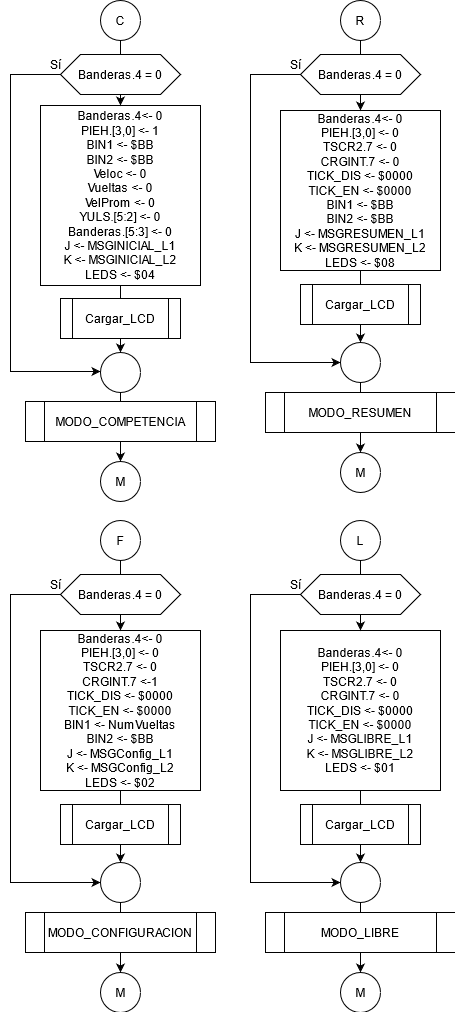 C
Sí
Banderas.4 = 0
Banderas.4<- 0
PIEH.[3,0] <- 1
BIN1 <- $BB
BIN2 <- $BB
Veloc <- 0
Vueltas <- 0
VelProm <- 0
YULS.[5:2] <- 0
Banderas.[5:3] <- 0
J <- MSGINICIAL_L1
K <- MSGINICIAL_L2
LEDS <- $04
Cargar_LCD
MODO_COMPETENCIA
M
R
Sí
Banderas.4 = 0
Banderas.4<- 0
PIEH.[3,0] <- 0
TSCR2.7 <- 0
CRGINT.7 <- 0
TICK_DIS <- $0000
TICK_EN <- $0000
BIN1 <- $BB
BIN2 <- $BB
J <- MSGRESUMEN_L1
K <- MSGRESUMEN_L2
LEDS <- $08
Cargar_LCD
MODO_RESUMEN
M
F
Sí
Banderas.4 = 0
Banderas.4<- 0
PIEH.[3,0] <- 0
TSCR2.7 <- 0
CRGINT.7 <-1
TICK_DIS <- $0000
TICK_EN <- $0000
BIN1 <- NumVueltas
BIN2 <- $BB
J <- MSGConfig_L1
K <- MSGConfig_L2
LEDS <- $02
Cargar_LCD
MODO_CONFIGURACION
M
L
Sí
Banderas.4 = 0
Banderas.4<- 0
PIEH.[3,0] <- 0
TSCR2.7 <- 0
CRGINT.7 <- 0
TICK_DIS <- $0000
TICK_EN <- $0000
J <- MSGLIBRE_L1
K <- MSGLIBRE_L2
LEDS <- $01
Cargar_LCD
MODO_LIBRE
M